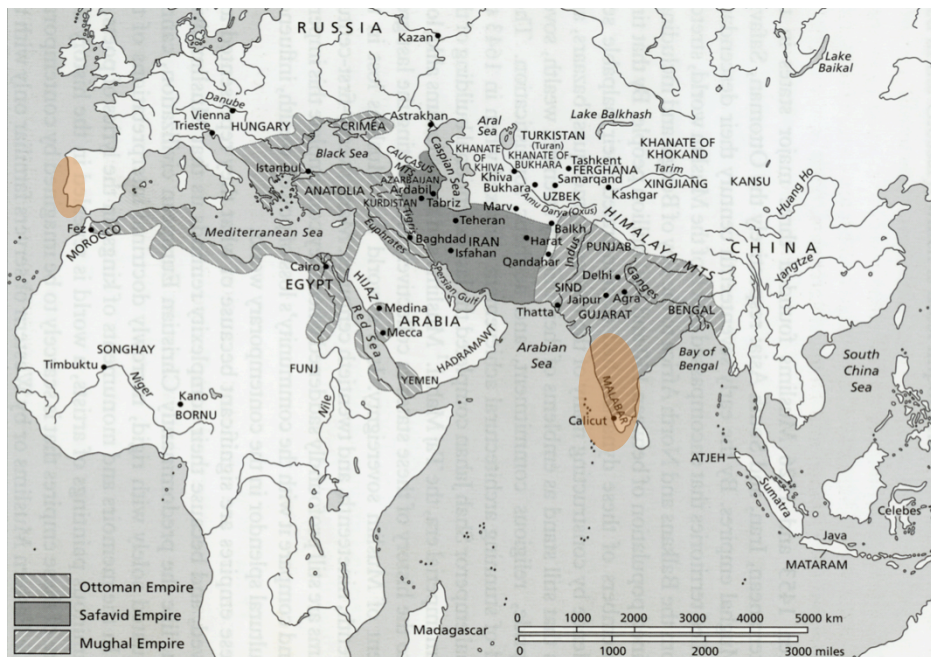 RUSSIA
Kazan
Lake
Baikal
Danube
Vienna
Trieste
HUNGARY
CRIMEA
Astrakhan
Aral
Sea
Lake Balkhash
TURKISTAN
(Turan)
KHANATE OF
KHIVA
Khiva
KHANATE OF
BUKHARA
Bukhara
Tashkent
FERGHANA
Samarqand
UZBEK
Kashgar
KHANATE OF
KHOKAND
Tarim
XINGJIANG
KANSU
Huang Ho
Istanbul
Black Sea
CAUCASUS
MTS
Caspian Sea
ANATOLIA
AZARBAIJAN
Ardabil
KURDISTAN
Tabriz
Marv
Amu Darya (Oxus)
Balkh
HIMALAYA MTS
CHINA
Yangtze
Fez
MOROCCO
Mediterranean Sea
Tigris
Euphrates
Baghdad
Teheran
IRAN
Isfahan
Harat
Qandahar
Indus
PUNJAB
Delhi
Ganges
SIND
Jaipur
Agra
Thatta
GUJARAT
BENGAL
Cairo
EGYPT
Persian Gulf
HIJAZ
Medina
ARABIA
Mecca
Red Sea
HADRAMAWT
YEMEN
Arabian
Sea
Bay of
Bengal
South
China
Sea
SONGHAY
Timbuktu
Niger
Kano
BORNU
FUNJ
Nile
MALABAR
Calicut
ATJEH
Sumatra
Celebes
Java
MATARAM
Madagascar
Ottoman Empire
Safavid Empire
Mughal Empire
0 1000 2000 3000 4000 5000 km
0 1000 2000 3000 miles